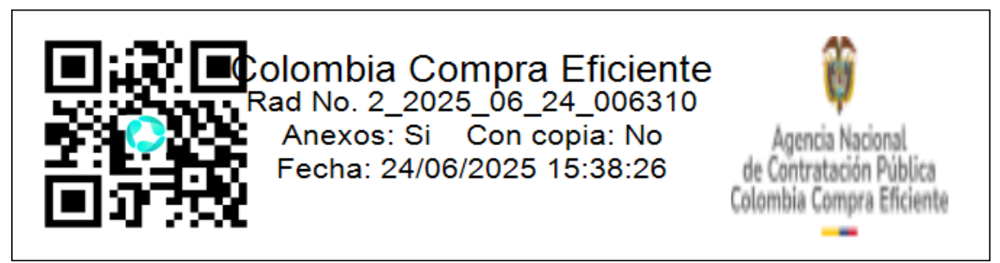 Colombia Compra Eficiente
Rad No. 2_2025_06_24_006310
Anexos: Si Con copia: No
Fecha: 24/06/2025 15:38:26
Agencia Nacional
de Contratación Pública
Colombia Compra Eficiente